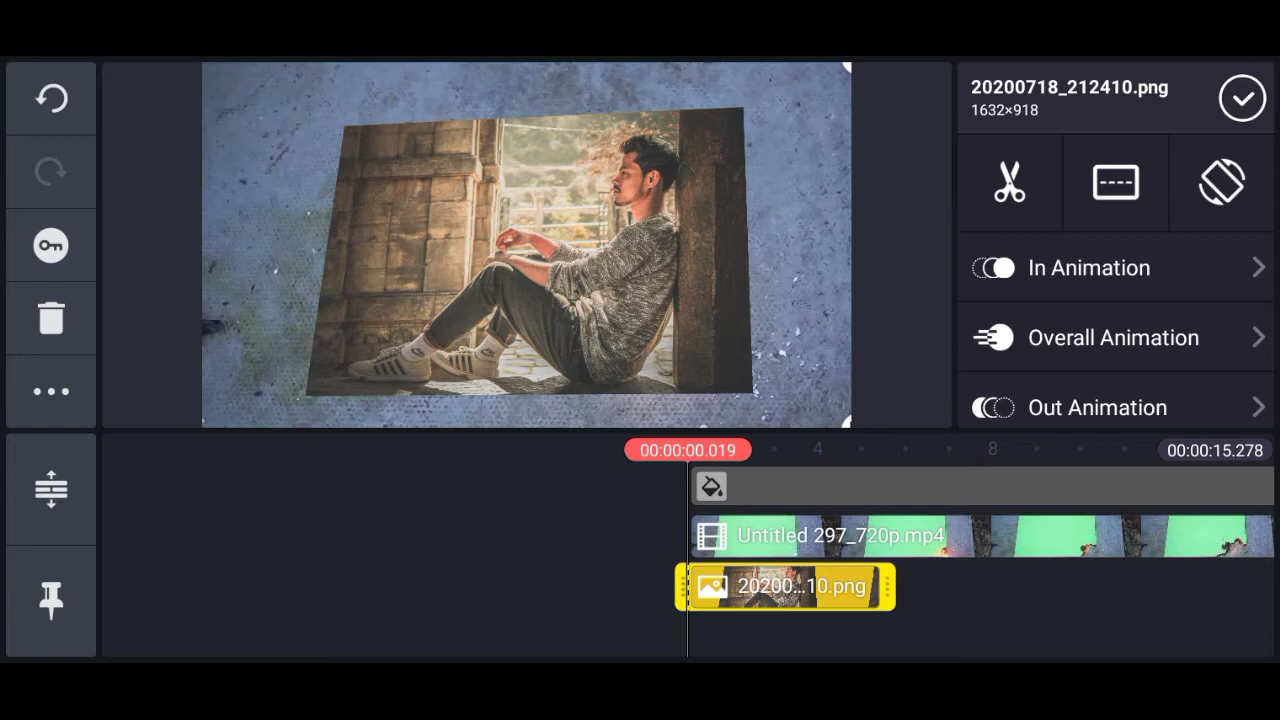 20200718_212410.png
1632×918
In Animation
Overall Animation
Out Animation
00:00:00.019
4
8
00:00:15.278
Untitled 297_720p.mp4
20200...10.png